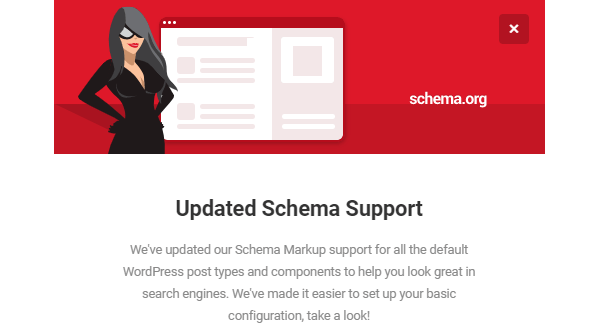 schema.org
Updated Schema Support
We've updated our Schema Markup support for all the default
WordPress post types and components to help you look great in
search engines. We've made it easier to set up your basic
configuration, take a look!